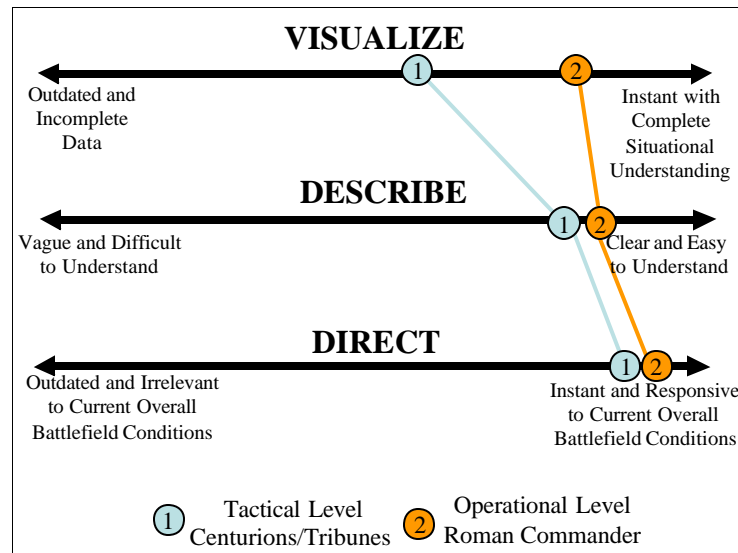 VISUALIZE
1
2
Outdated and
Incomplete
Data
Instant with
Complete
Situational
Understanding
DESCRIBE
1
2
Vague and Difficult
to Understand
Clear and Easy
to Understand
DIRECT
1
2
Outdated and Irrelevant
to Current Overall
Battlefield Conditions
Instant and Responsive
to Current Overall
Battlefield Conditions
1
Tactical Level
Centurions/Tribunes
2
Operational Level
Roman Commander